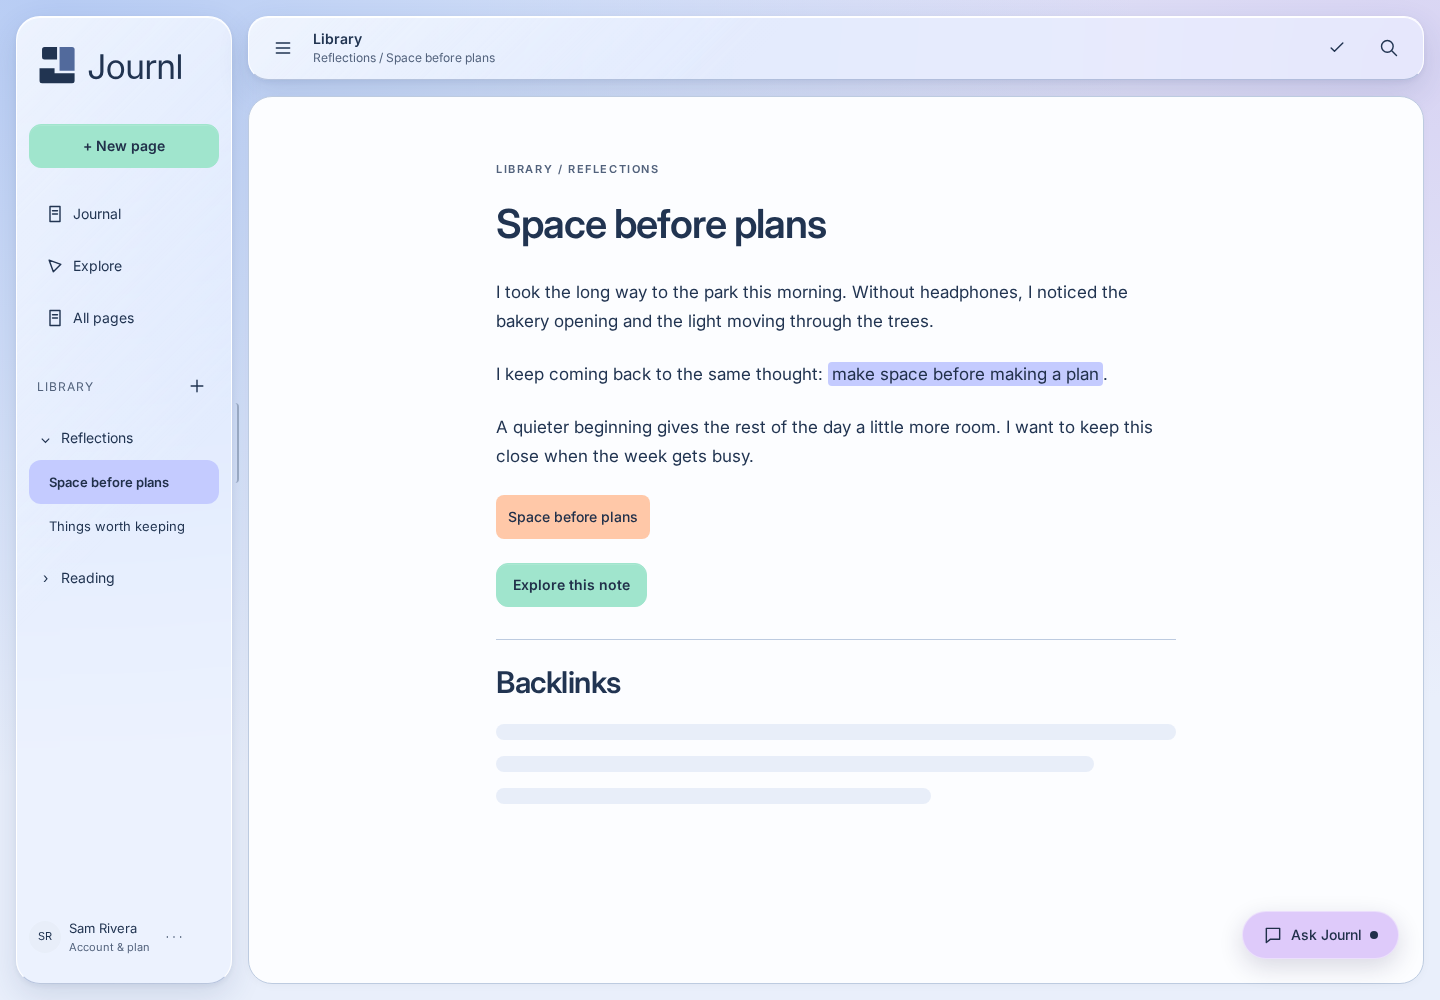 Journl
+ New page
Journal
Explore
All pages
LIBRARY
Reflections
Space before plans
Things worth keeping
Reading
SR
Sam Rivera
Account & plan
Library
Reflections / Space before plans
LIBRARY / REFLECTIONS
Space before plans
I took the long way to the park this morning. Without headphones, I noticed the
bakery opening and the light moving through the trees.
I keep coming back to the same thought: make space before making a plan.
A quieter beginning gives the rest of the day a little more room. I want to keep this
close when the week gets busy.
Space before plans
Explore this note
Backlinks
Ask Journl